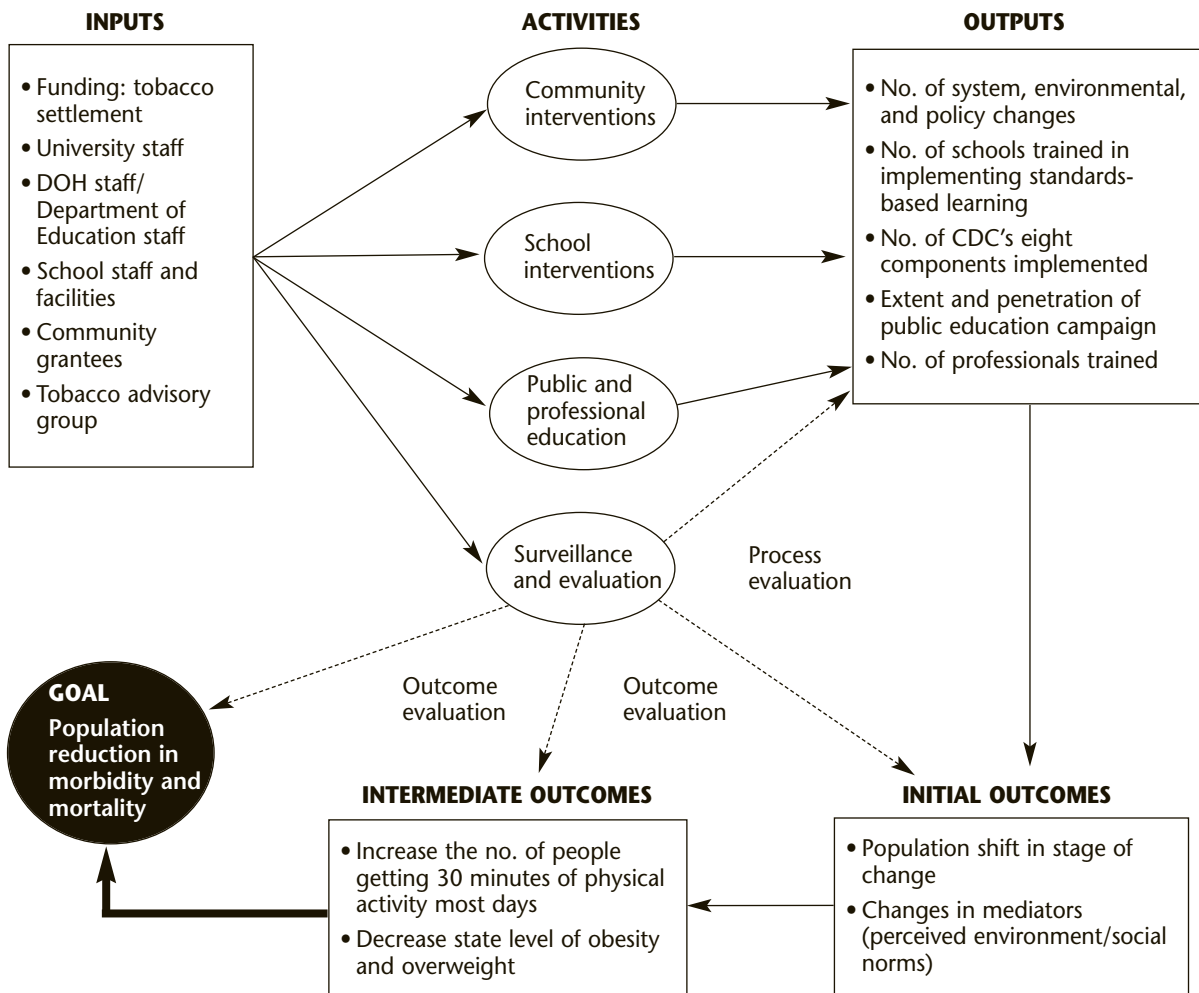 INPUTS
• Funding: tobacco
settlement
• University staff
• DOH staff/
Department of
Education staff
• School staff and
facilities
• Community
grantees
• Tobacco advisory
group
ACTIVITIES
Community
interventions
School
interventions
Public and
professional
education
Surveillance
and evaluation
OUTPUTS
• No. of system, environmental,
and policy changes
• No. of schools trained in
implementing standards-
based learning
• No. of CDC’s eight
components implemented
• Extent and penetration of
public education campaign
• No. of professionals trained
Process
evaluation
Outcome
evaluation
Outcome
evaluation
GOAL
Population
reduction in
morbidity and
mortality
INTERMEDIATE OUTCOMES
• Increase the no. of people
getting 30 minutes of physical
activity most days
• Decrease state level of obesity
and overweight
INITIAL OUTCOMES
• Population shift in stage of
change
• Changes in mediators
(perceived environment/social
norms)